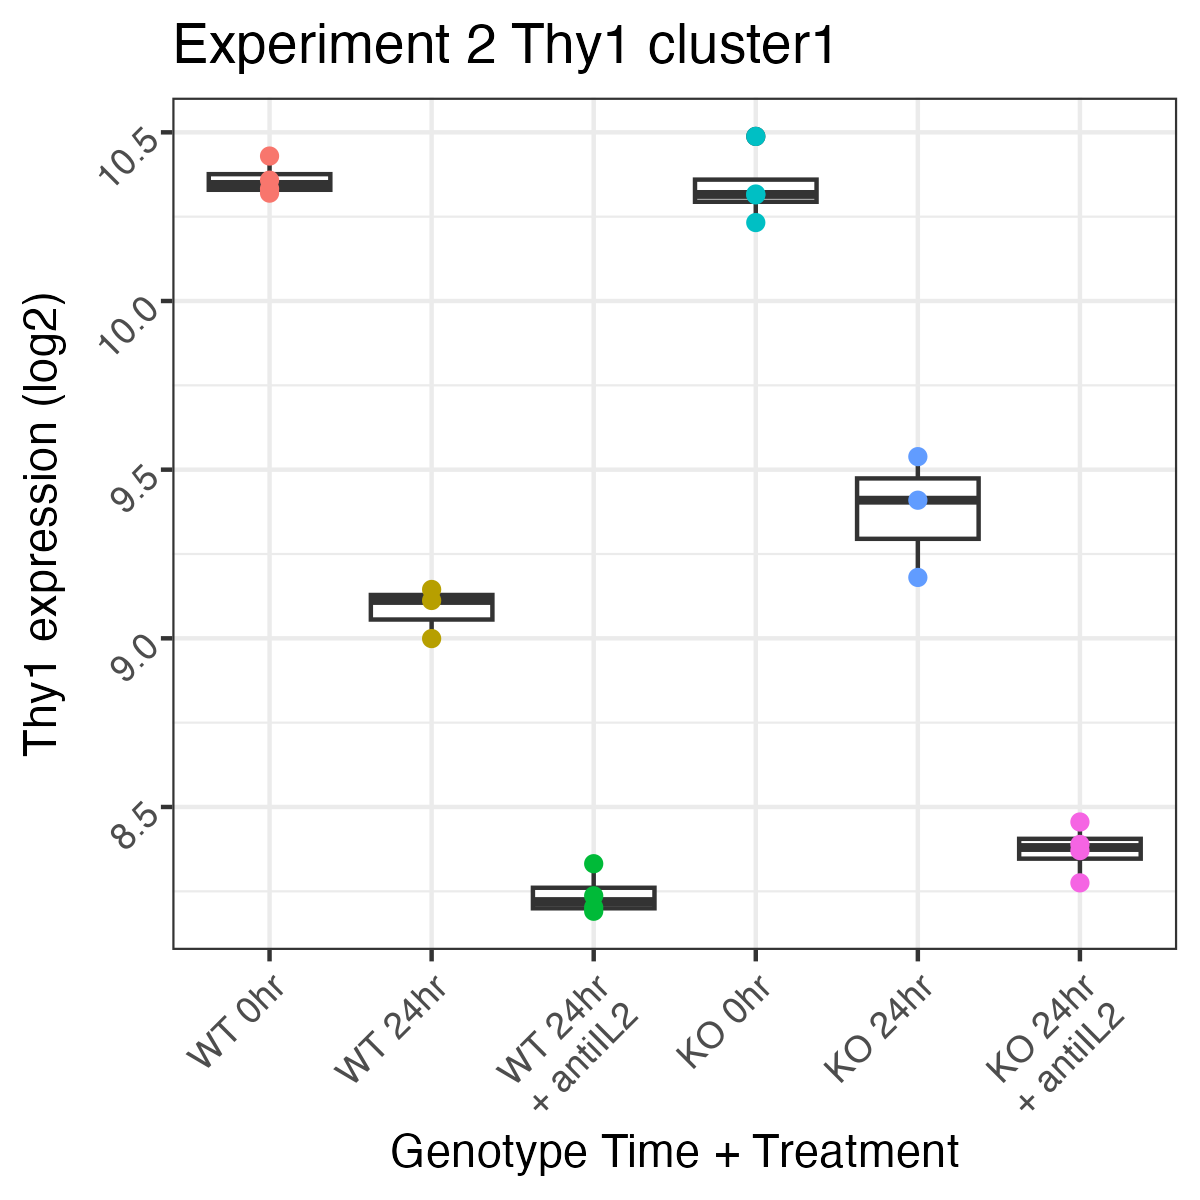 Experiment 2 Thy1 cluster1
Thy1 expression (log2)
10.5
10.0
9.5
9.0
8.5
WT 0hr
WT 24hr
WT 24hr
+ antiIL2
KO 0hr
KO 24hr
KO 24hr
+ antiIL2
Genotype Time + Treatment